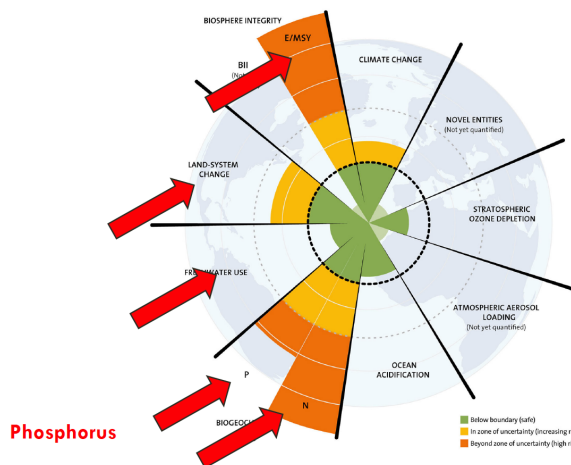 BIOSPHERE INTEGRITY
E/MSY
BII
(Not
CLIMATE CHANGE
NOVEL ENTITIES
(Not yet quantified)
LAND-SYSTEM
CHANGE
STRATOSPHERIC
OZONE DEPLETION
FRESHWATER USE
ATMOSPHERIC AEROSOL
LOADING
(Not yet quantified)
P
OCEAN
ACIDIFICATION
N
Phosphorus
BIOGEOC
Below boundary (safe)
In zone of uncertainty (increasing r
Beyond zone of uncertainty (high r